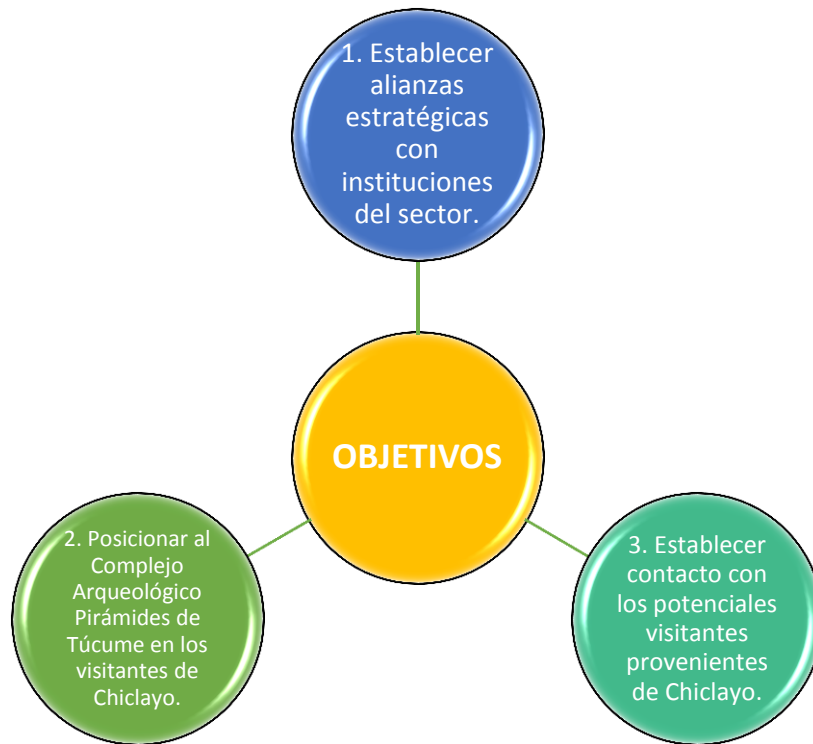 1. Establecer
alianzas
estratégicas
con
instituciones
del sector.
OBJETIVOS
2. Posicionar al
Complejo
Arqueológico
Pirámides de
Túcume en los
visitantes de
Chiclayo.
3. Establecer
contacto con
los potenciales
visitantes
provenientes
de Chiclayo.